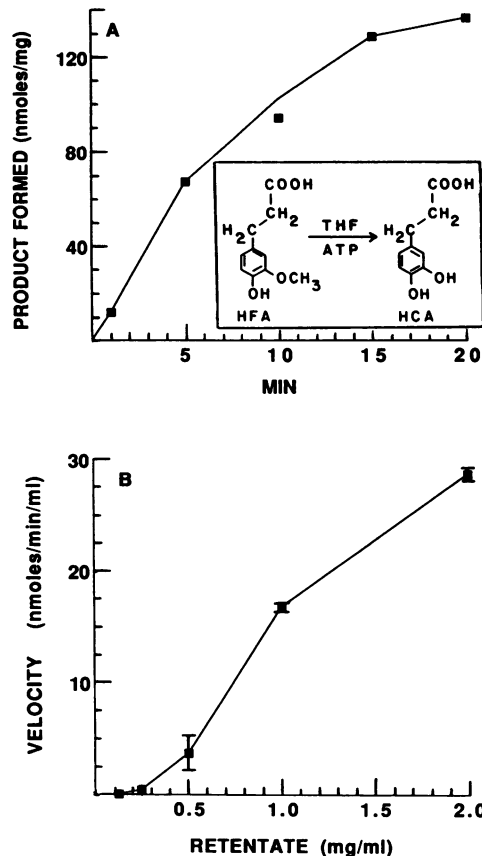 A
PRODUCT FORMED (nmoles/mg)
120
80
40
COOH
CH2
H2C
OCH3
OH
HFA
THF
ATP
COOH
CH2
H2C
OH
OH
HCA
5
10
15
20
MIN
B
VELOCITY (nmoles/min/ml)
30
20
10
0.5
1.0
1.5
2.0
RETENTATE (mg/ml)